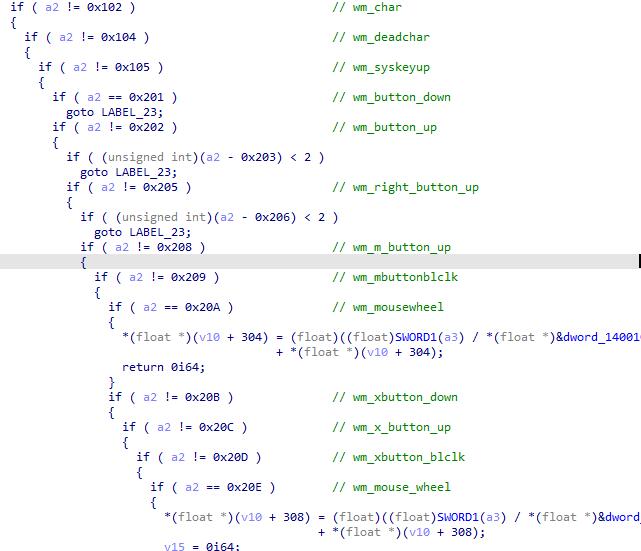 if ( a2 != 0x102 ) // wm_char
{
if ( a2 != 0x104 ) // wm_deadchar
{
if ( a2 != 0x105 ) // wm_syskeyup
{
if ( a2 == 0x201 ) // wm_button_down
goto LABEL_23;
if ( a2 != 0x202 ) // wm_button_up
{
if ( (unsigned int)(a2 - 0x203) < 2 )
goto LABEL_23;
if ( a2 != 0x205 ) // wm_right_button_up
{
if ( (unsigned int)(a2 - 0x206) < 2 )
goto LABEL_23;
if ( a2 != 0x208 ) // wm_m_button_up
{
if ( a2 != 0x209 ) // wm_mbuttonblclk
{
if ( a2 == 0x20A ) // wm_mousewheel
{
*(float *)(v10 + 304) = (float)((float)SWORD1(a3) / *(float *)&dword_14001
+ *(float *)(v10 + 304);
return 0i64;
}
if ( a2 != 0x20B ) // wm_xbutton_down
{
if ( a2 != 0x20C ) // wm_x_button_up
{
if ( a2 != 0x20D ) // wm_xbutton_blclk
{
if ( a2 == 0x20E ) // wm_mouse_wheel
{
*(float *)(v10 + 308) = (float)((float)SWORD1(a3) / *(float *)&dword_
+ *(float *)(v10 + 308);
v15 = 0i64;